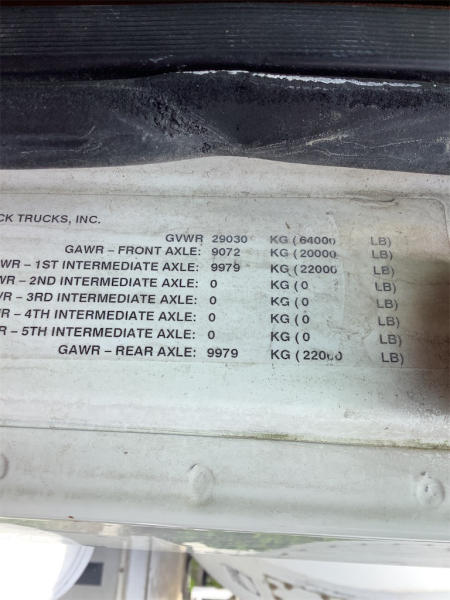 CK TRUCKS, INC.
GVWR 29030 KG ( 64000 LB)
GAWR – FRONT AXLE: 9072 KG ( 20000 LB)
WR – 1ST INTERMEDIATE AXLE: 9979 KG ( 22000 LB)
WR – 2ND INTERMEDIATE AXLE: 0 KG ( 0 LB)
VR – 3RD INTERMEDIATE AXLE: 0 KG ( 0 LB)
R – 4TH INTERMEDIATE AXLE: 0 KG ( 0 LB)
R – 5TH INTERMEDIATE AXLE: 0 KG ( 0 LB)
GAWR – REAR AXLE: 9979 KG ( 22000 LB)